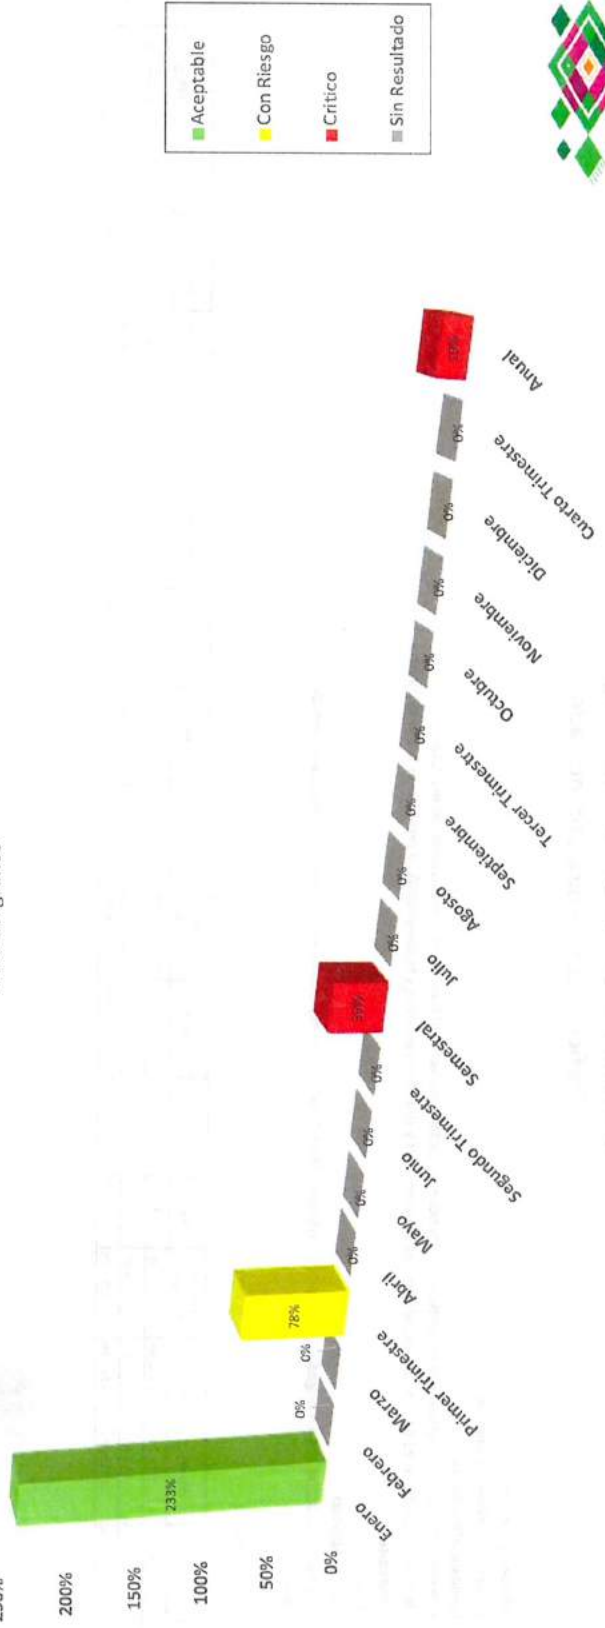 200%
150%
100%
50%
0%
233%
0%
0%
78%
0%
0%
0%
0%
39%
0%
0%
0%
0%
0%
0%
0%
0%
Enero
Febrero
Marzo
Primer Trimestre
Abril
Mayo
Junio
Segundo Trimestre
Semestral
Julio
Agosto
Septiembre
Tercer Trimestre
Octubre
Noviembre
Diciembre
Cuarto Trimestre
Anual
Aceptable
Con Riesgo
Crítico
Sin Resultado